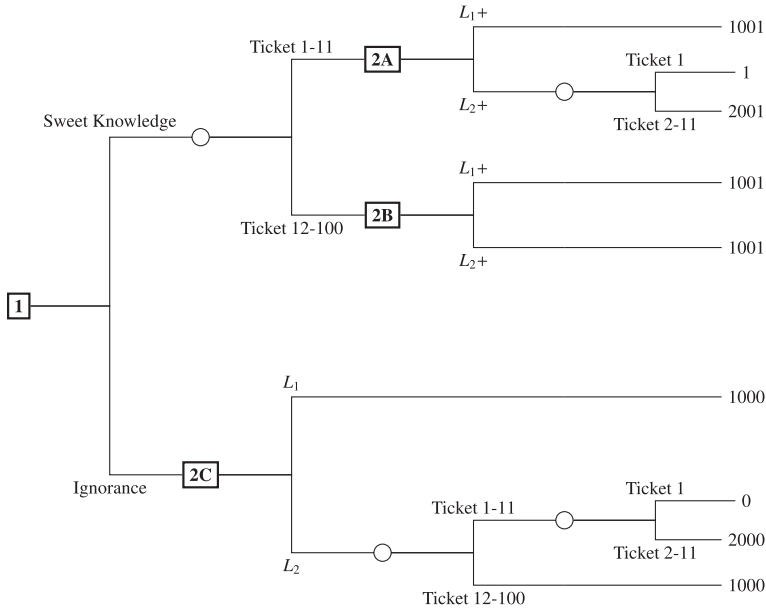 L₁+
1001
Ticket 1-11
2A
Ticket 1
1
L₂+
2001
Ticket 2-11
Sweet Knowledge
L₁+
1001
Ticket 12-100
2B
1001
L₂+
1
L₁
1000
2C
Ignorance
Ticket 1
0
Ticket 1-11
2000
Ticket 2-11
L₂
1000
Ticket 12-100